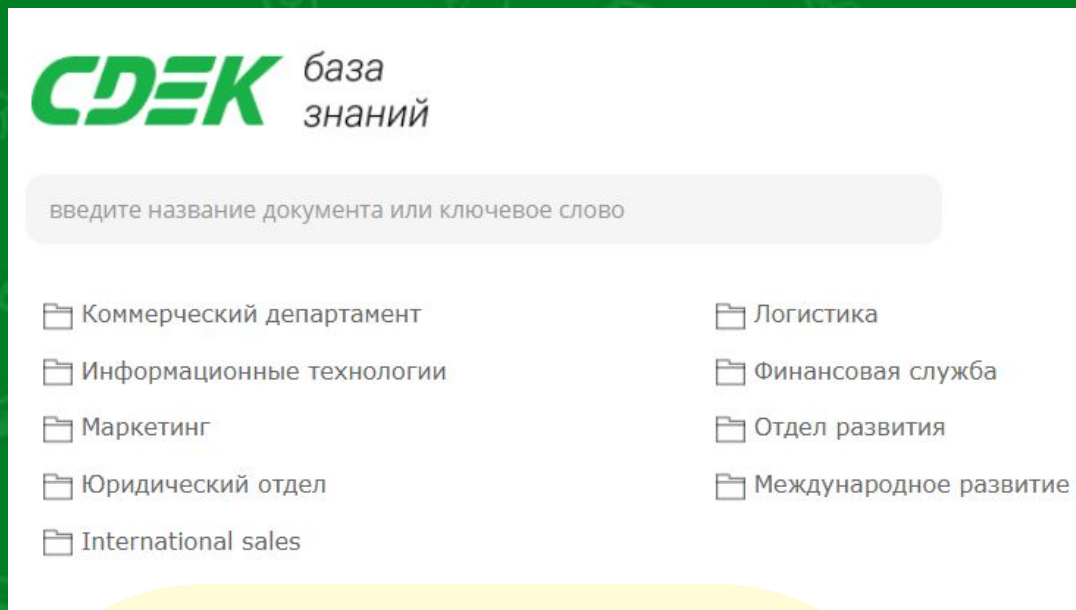 CDEK база
знаний
введите название документа или ключевое слово
Коммерческий департамент
Информационные технологии
Маркетинг
Юридический отдел
International sales
Логистика
Финансовая служба
Отдел развития
Международное развитие